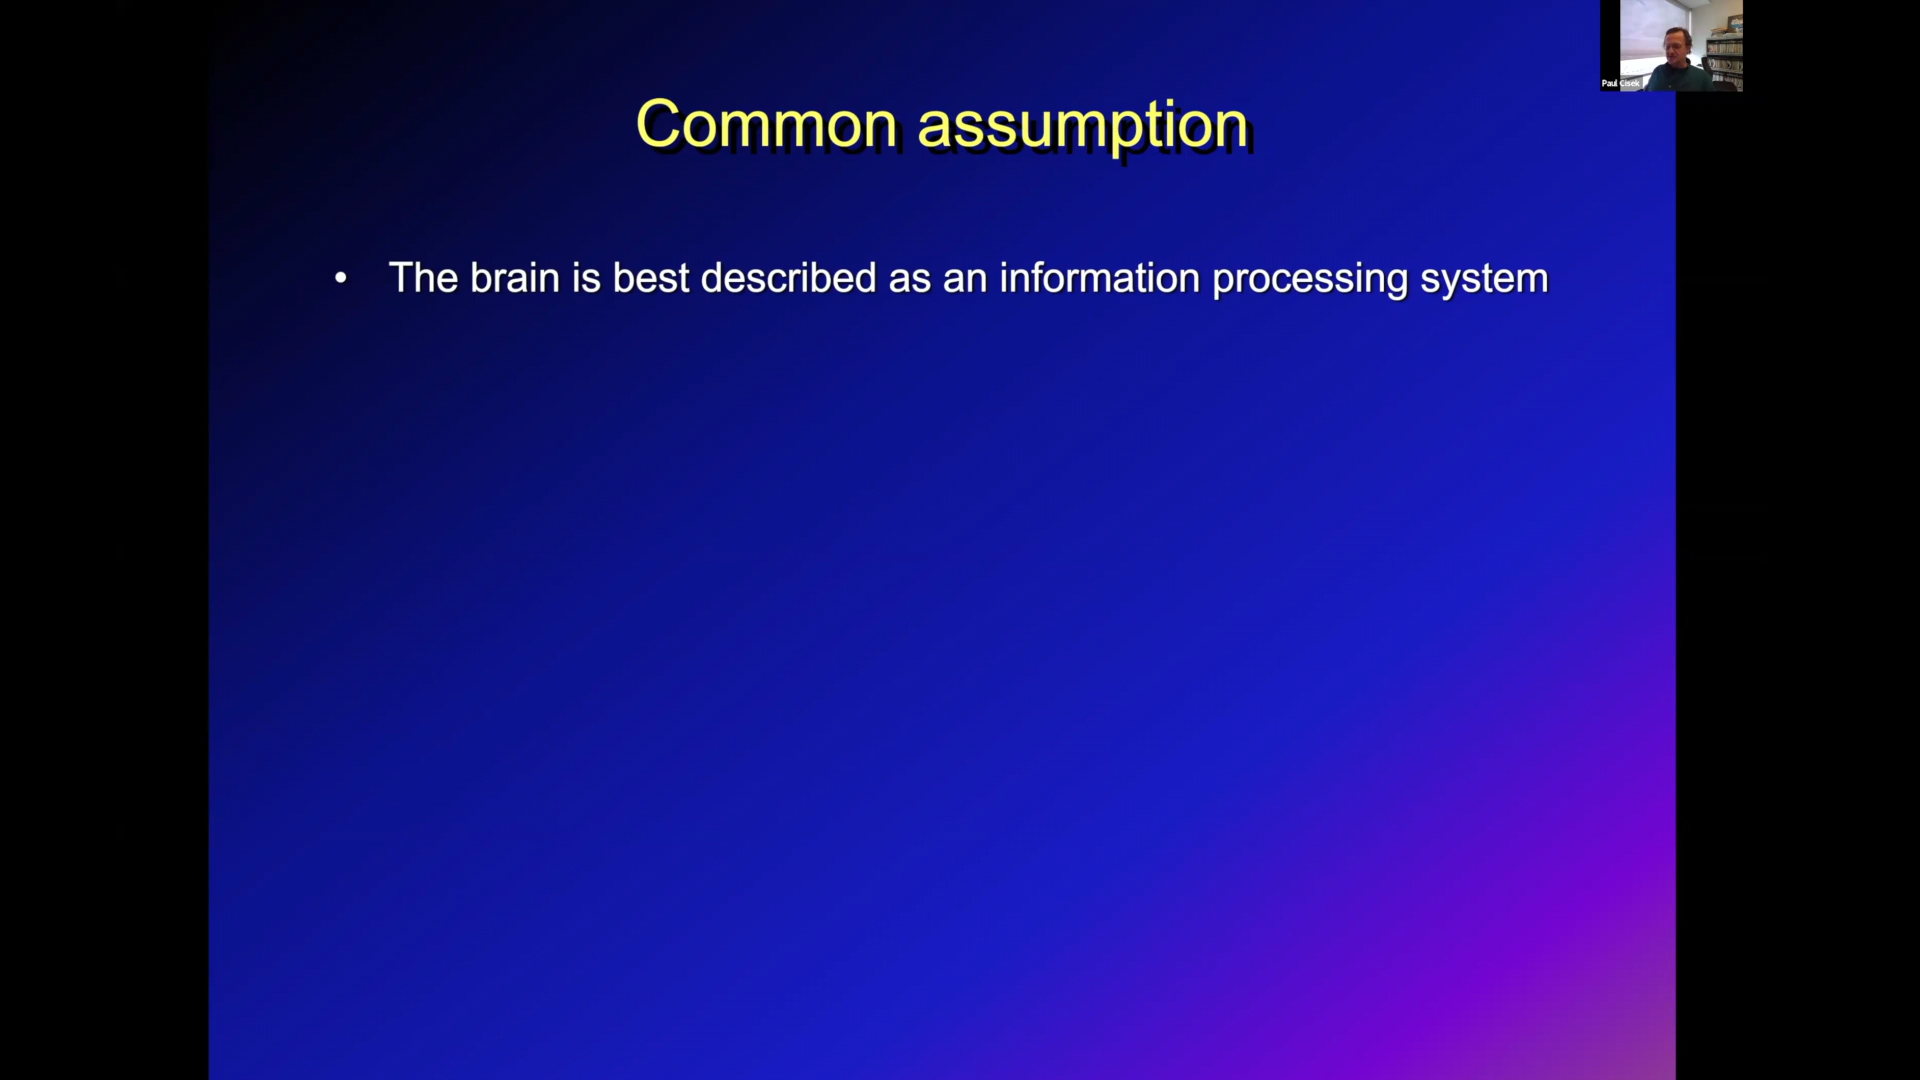 Paul Cisek
Common assumption
• The brain is best described as an information processing system